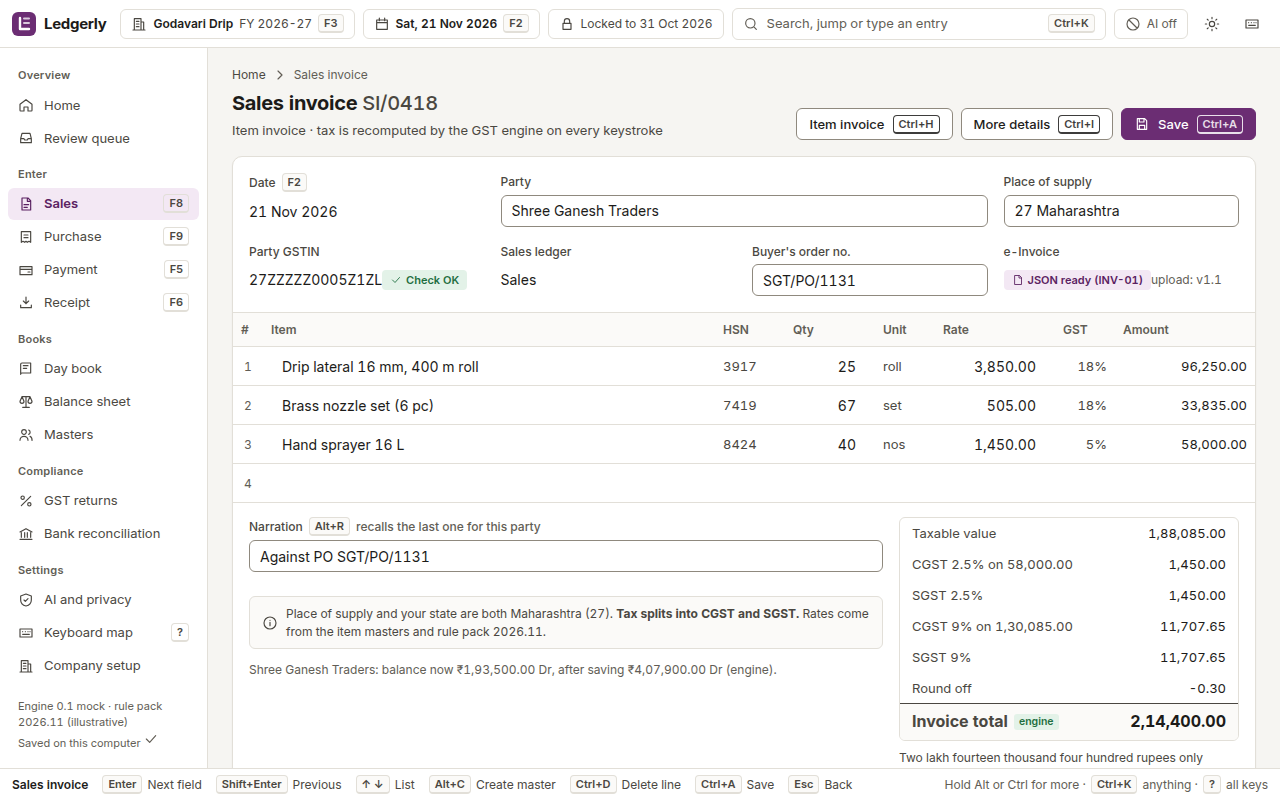 Ledgerly
Godavari Drip FY 2026-27 F3
Sat, 21 Nov 2026 F2
Locked to 31 Oct 2026
Search, jump or type an entry Ctrl+K
AI off
Overview
Home
Review queue
Enter
Sales F8
Purchase F9
Payment F5
Receipt F6
Books
Day book
Balance sheet
Masters
Compliance
GST returns
Bank reconciliation
Settings
AI and privacy
Keyboard map ?
Company setup
Engine 0.1 mock · rule pack
2026.11 (illustrative)
Saved on this computer
Home > Sales invoice
Sales invoice SI/0418
Item invoice · tax is recomputed by the GST engine on every keystroke
Item invoice Ctrl+H
More details Ctrl+I
Save Ctrl+A
Date F2
21 Nov 2026
Party
Shree Ganesh Traders
Place of supply
27 Maharashtra
Party GSTIN
27ZZZZZ0005Z1ZL Check OK
Sales ledger
Sales
Buyer's order no.
SGT/PO/1131
e-Invoice
JSON ready (INV-01) upload: v1.1
# Item HSN Qty Unit Rate GST Amount
1 Drip lateral 16 mm, 400 m roll 3917 25 roll 3,850.00 18% 96,250.00
2 Brass nozzle set (6 pc) 7419 67 set 505.00 18% 33,835.00
3 Hand sprayer 16 L 8424 40 nos 1,450.00 5% 58,000.00
4
Narration Alt+R recalls the last one for this party
Against PO SGT/PO/1131
Place of supply and your state are both Maharashtra (27). Tax splits into CGST and SGST. Rates come
from the item masters and rule pack 2026.11.
Shree Ganesh Traders: balance now ₹1,93,500.00 Dr, after saving ₹4,07,900.00 Dr (engine).
Taxable value 1,88,085.00
CGST 2.5% on 58,000.00 1,450.00
SGST 2.5% 1,450.00
CGST 9% on 1,30,085.00 11,707.65
SGST 9% 11,707.65
Round off -0.30
Invoice total engine 2,14,400.00
Two lakh fourteen thousand four hundred rupees only
Sales invoice Enter Next field Shift+Enter Previous ↑↓ List Alt+C Create master Ctrl+D Delete line Ctrl+A Save Esc Back
Hold Alt or Ctrl for more · Ctrl+K anything · ? all keys